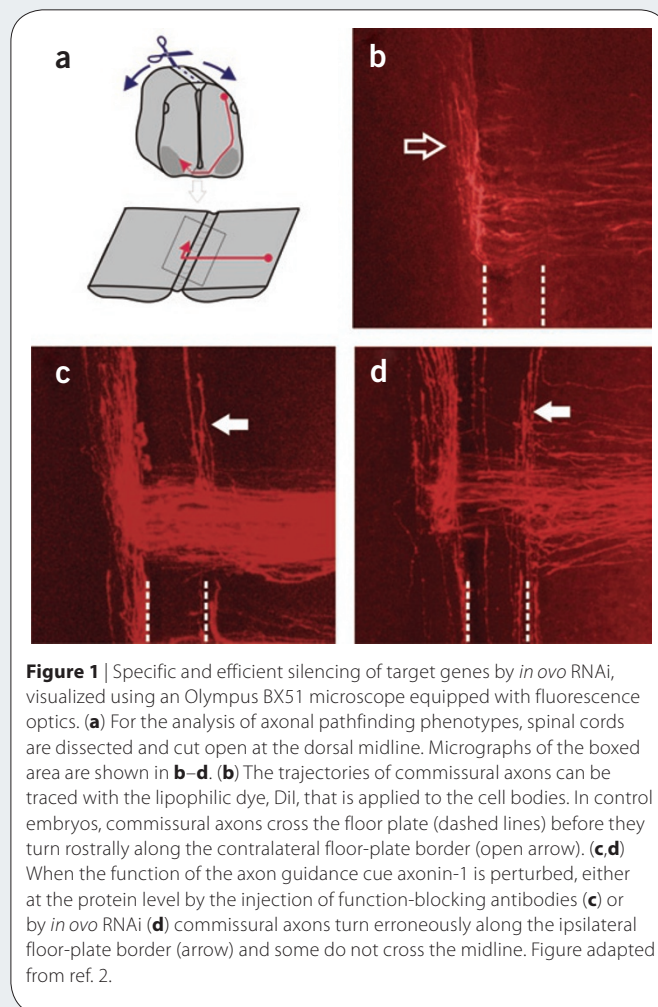 a
b
c
d
Figure 1 | Specific and efficient silencing of target genes by in ovo RNAi,
visualized using an Olympus BX51 microscope equipped with fluorescence
optics. (a) For the analysis of axonal pathfinding phenotypes, spinal cords
are dissected and cut open at the dorsal midline. Micrographs of the boxed
area are shown in b–d. (b) The trajectories of commissural axons can be
traced with the lipophilic dye, DiI, that is applied to the cell bodies. In control
embryos, commissural axons cross the floor plate (dashed lines) before they
turn rostrally along the contralateral floor-plate border (open arrow). (c,d)
When the function of the axon guidance cue axonin-1 is perturbed, either
at the protein level by the injection of function-blocking antibodies (c) or
by in ovo RNAi (d) commissural axons turn erroneously along the ipsilateral
floor-plate border (arrow) and some do not cross the midline. Figure adapted
from ref. 2.